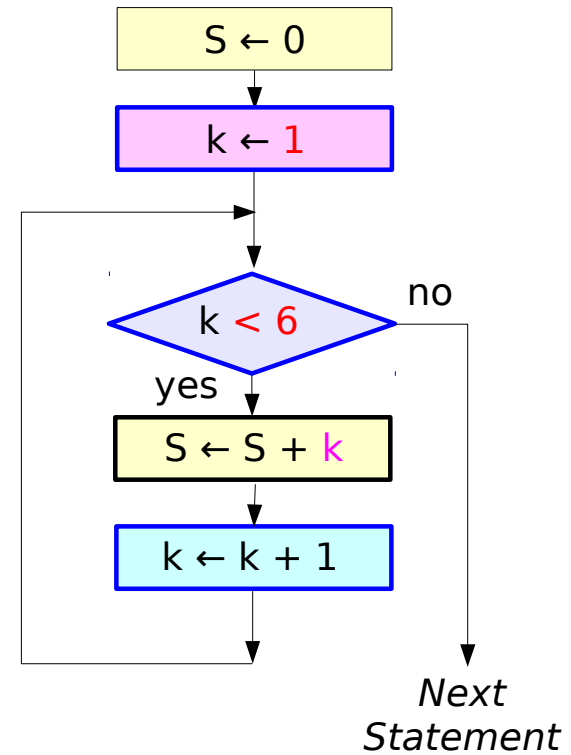 S ← 0
k ← 1
k < 6
no
yes
S ← S + k
k ← k + 1
Next
Statement